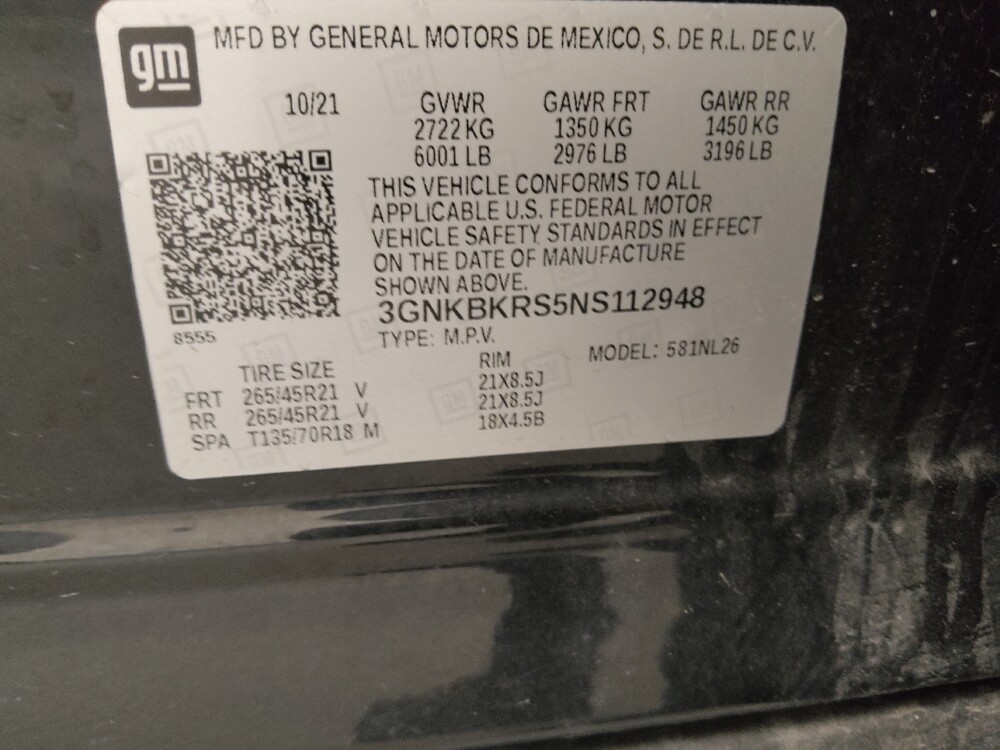 gm
MFD BY GENERAL MOTORS DE MEXICO, S. DE R.L. DE C.V.
10/21 GVWR GAWR FRT GAWR RR
2722 KG 1350 KG 1450 KG
6001 LB 2976 LB 3196 LB
THIS VEHICLE CONFORMS TO ALL
APPLICABLE U.S. FEDERAL MOTOR
VEHICLE SAFETY STANDARDS IN EFFECT
ON THE DATE OF MANUFACTURE
SHOWN ABOVE.
3GNKBKRS5NS112948
8555
TYPE: M.P.V. MODEL: 581NL26
TIRE SIZE RIM
FRT 265/45R21 V 21X8.5J
RR 265/45R21 V 21X8.5J
SPA T135/70R18 M 18X4.5B